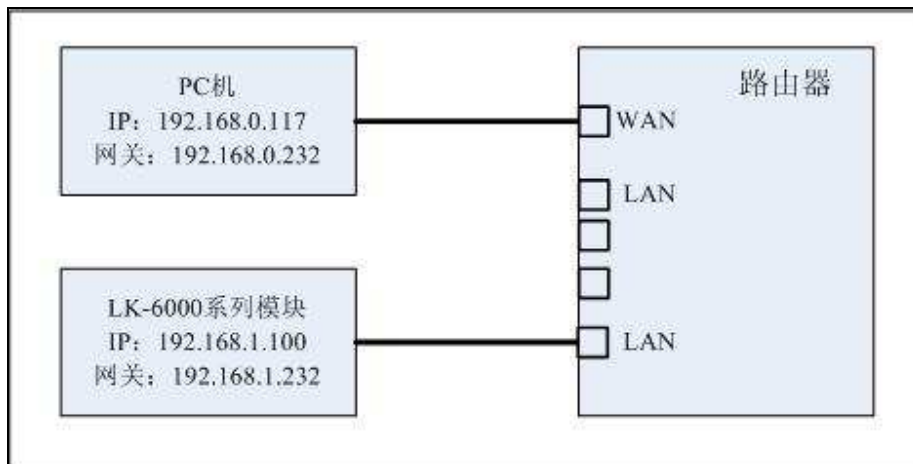 PC机
IP：192.168.0.117
网关：192.168.0.232
路由器
WAN
LAN
LK-6000系列模块
IP：192.168.1.100
网关：192.168.1.232
LAN